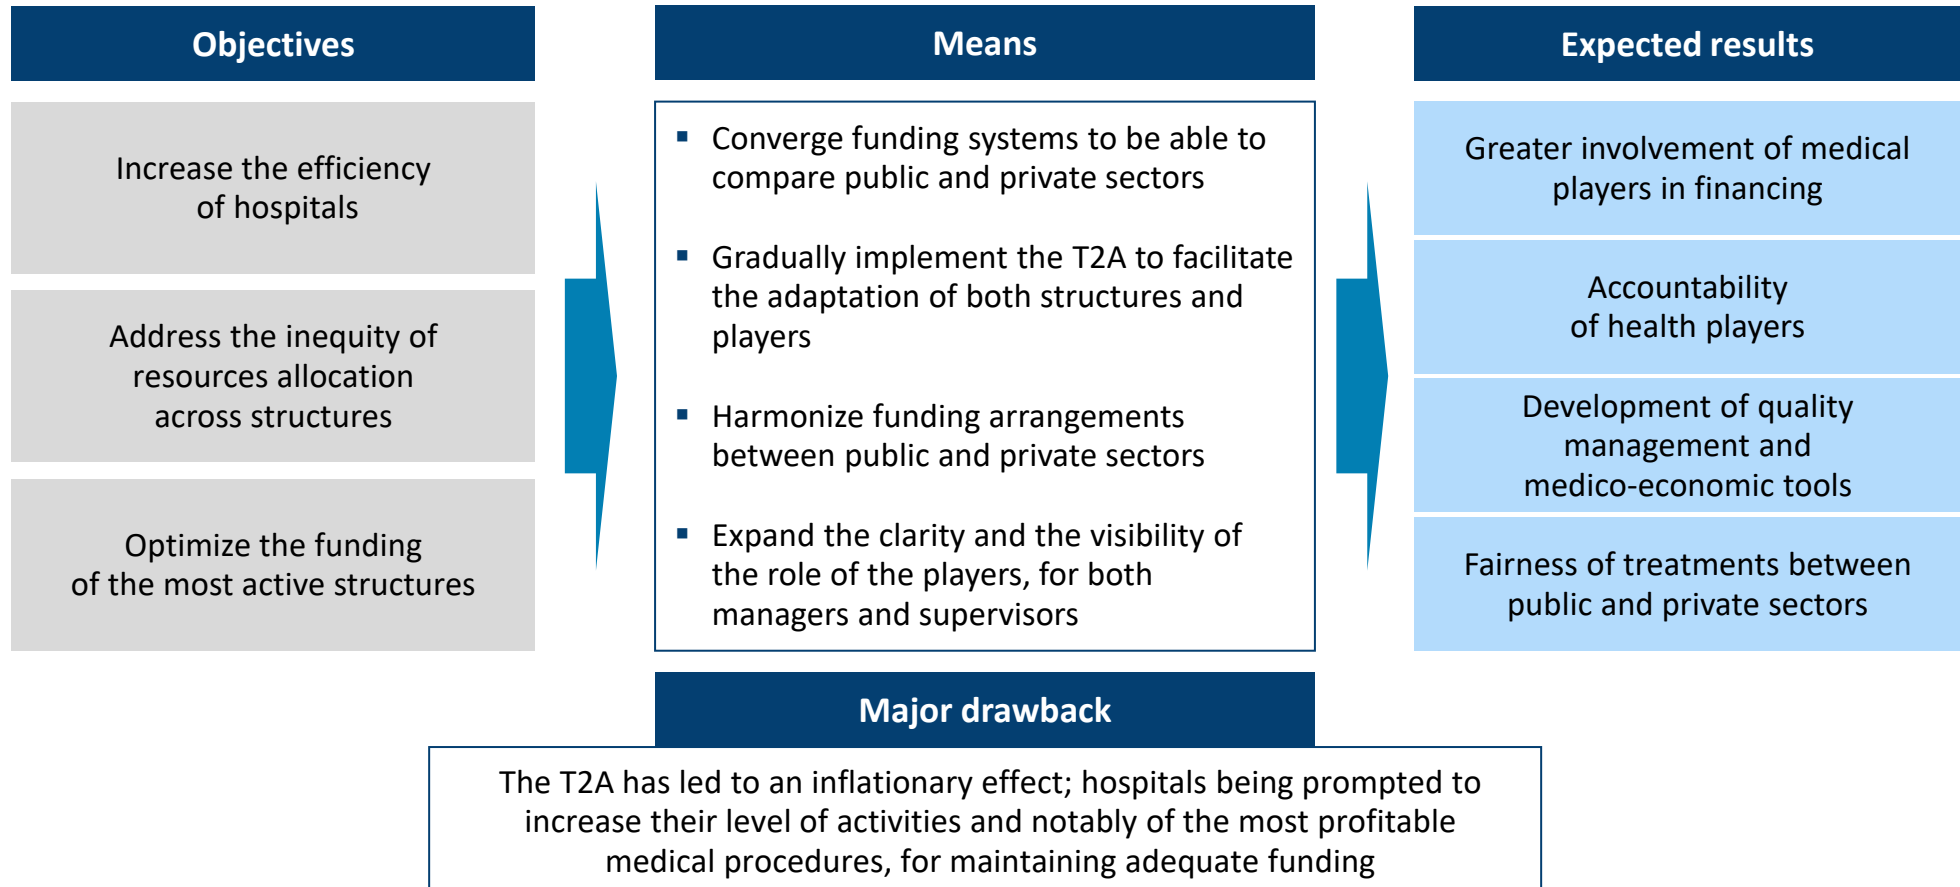 Objectives
Increase the efficiency
of hospitals
Address the inequity of
resources allocation
across structures
Optimize the funding
of the most active structures
Means
▪ Converge funding systems to be able to
compare public and private sectors
▪ Gradually implement the T2A to facilitate
the adaptation of both structures and
players
▪ Harmonize funding arrangements
between public and private sectors
▪ Expand the clarity and the visibility of
the role of the players, for both
managers and supervisors
Expected results
Greater involvement of medical
players in financing
Accountability
of health players
Development of quality
management and
medico-economic tools
Fairness of treatments between
public and private sectors
Major drawback
The T2A has led to an inflationary effect; hospitals being prompted to
increase their level of activities and notably of the most profitable
medical procedures, for maintaining adequate funding